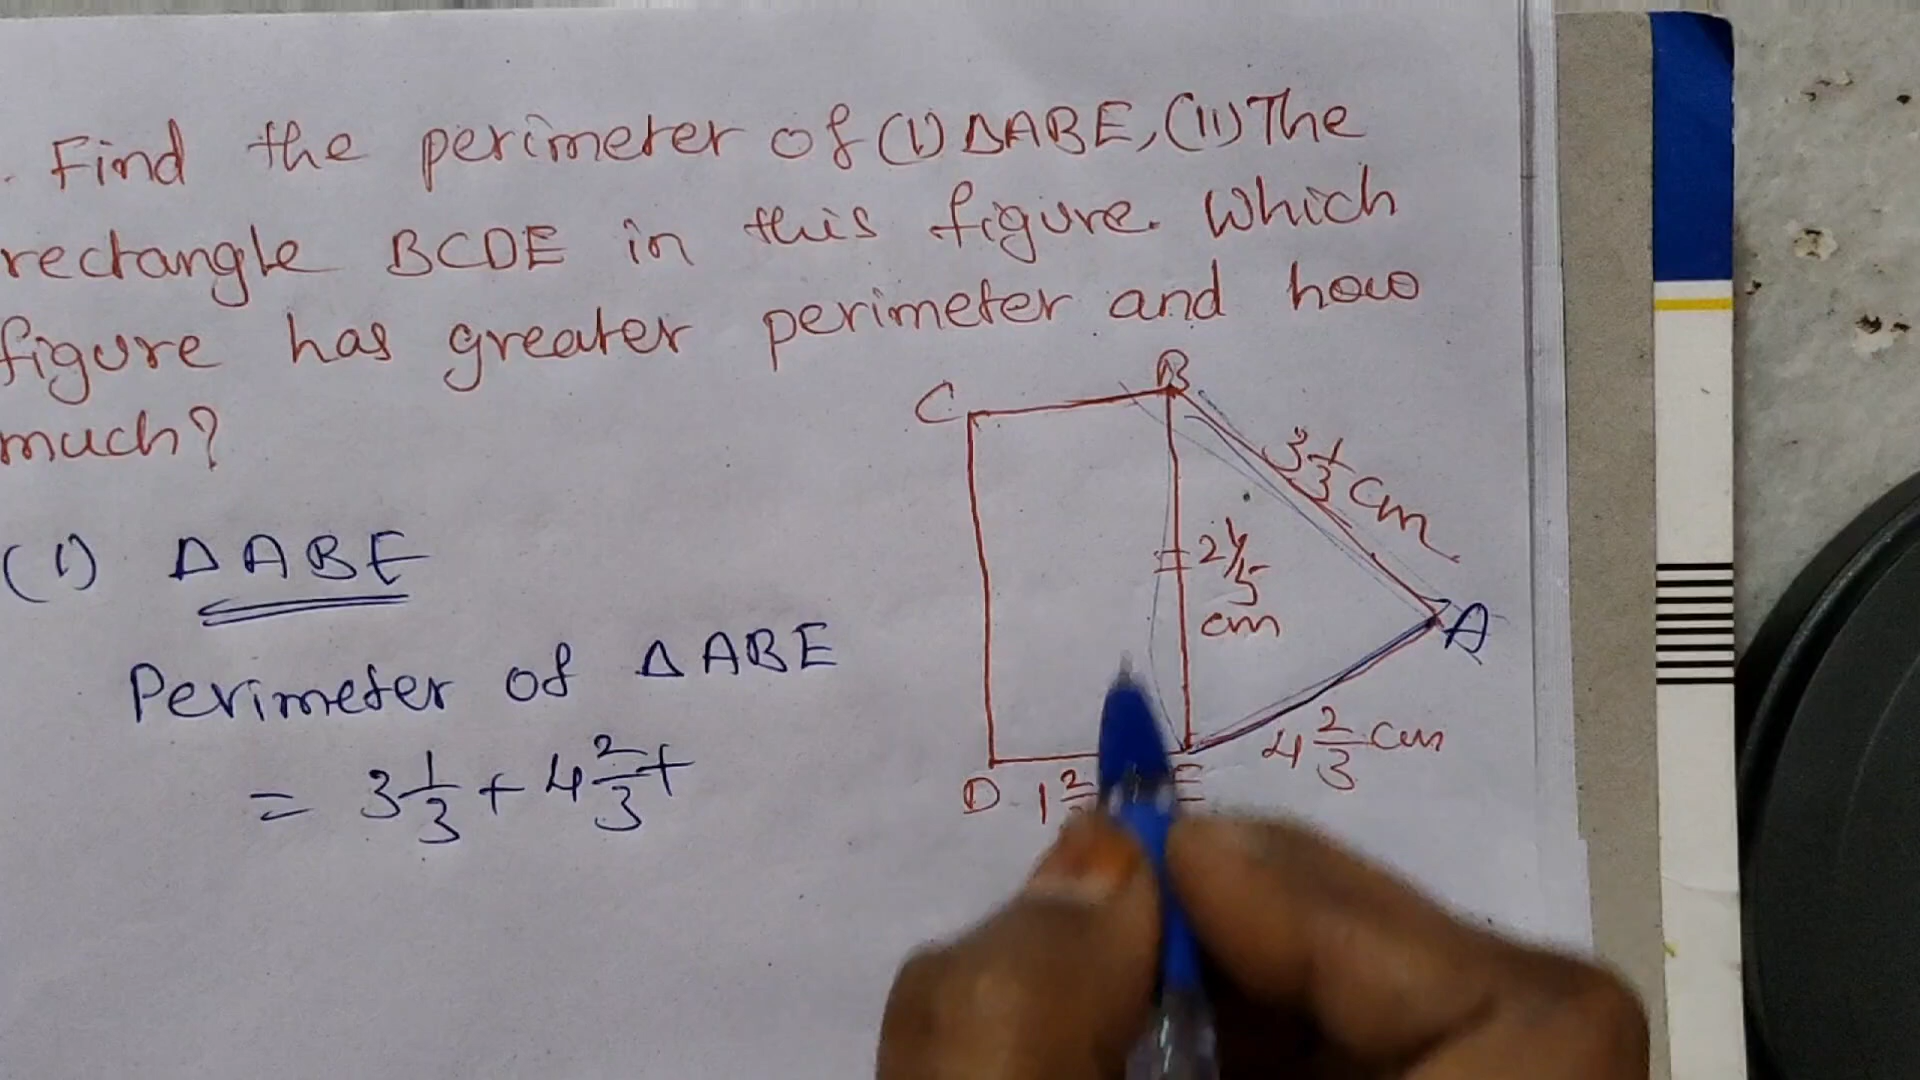 . Find the perimeter of (i) ΔABE, (ii) The
rectangle BCDE in this figure. Which
figure has greater perimeter and how
much?
C
B
3 1/3 cm
2 1/5
cm
A
4 2/3 cm
D
E
(i) ΔABE
Perimeter of ΔABE
= 3 1/3 + 4 2/3 +